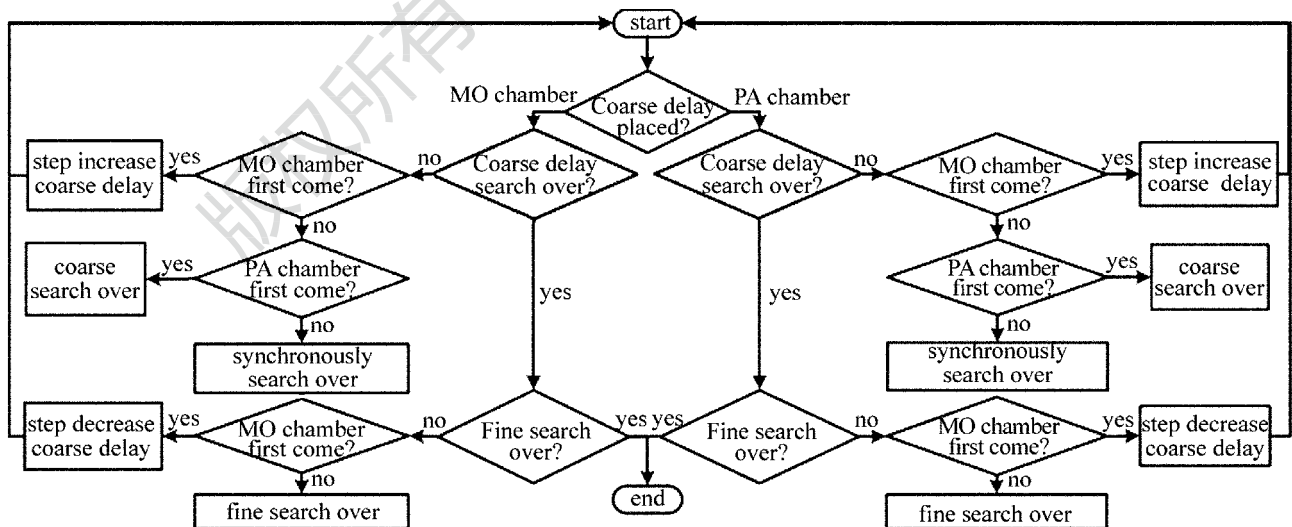 start
MO chamber
Coarse delay
placed?
PA chamber
step increase
coarse delay
yes
MO chamber
first come?
no
Coarse delay
search over?
Coarse delay
search over?
no
MO chamber
first come?
yes
step increase
coarse delay
no
no
coarse
search over
yes
PA chamber
first come?
yes
yes
PA chamber
first come?
yes
coarse
search over
no
no
synchronously
search over
synchronously
search over
step decrease
coarse delay
yes
MO chamber
first come?
no
Fine search
over?
yes yes
Fine search
over?
no
MO chamber
first come?
yes
step decrease
coarse delay
no
no
fine search over
end
fine search over
版权所有